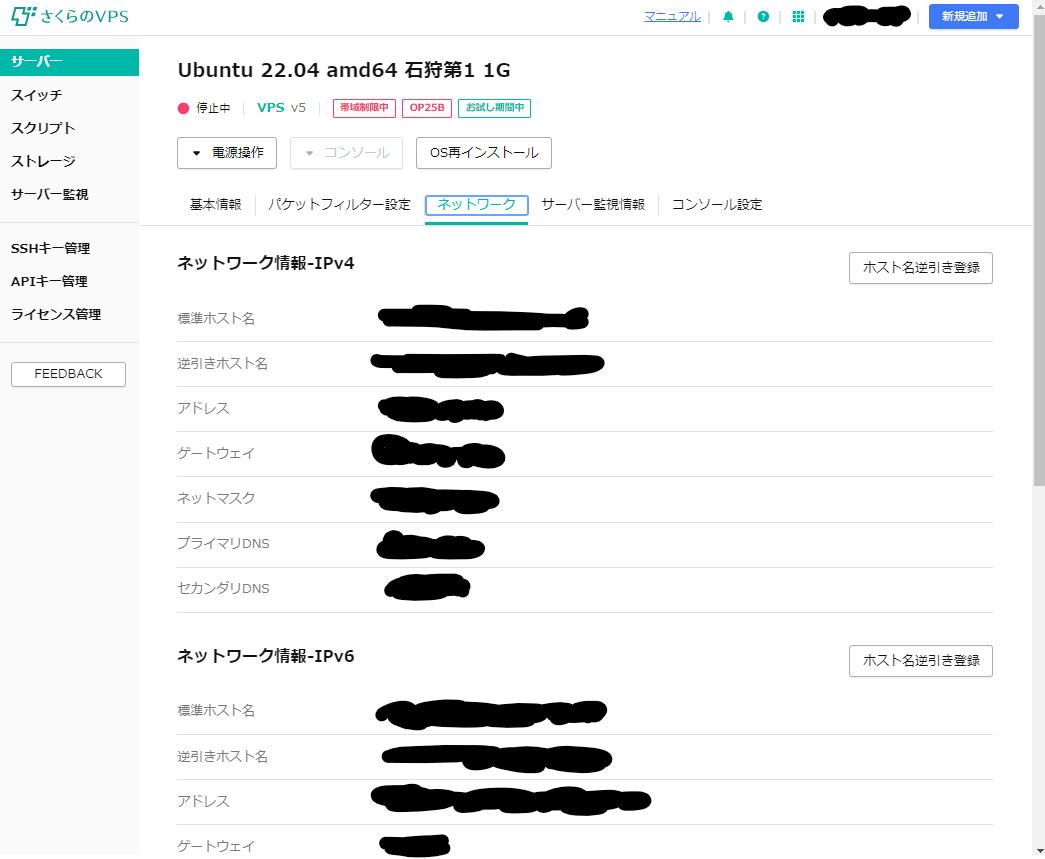 さくらのVPS マニュアル 新規追加
サーバー
スイッチ
スクリプト
ストレージ
サーバー監視
SSHキー管理
APIキー管理
ライセンス管理
FEEDBACK
Ubuntu 22.04 amd64 石狩第1 1G
停止中 VPS v5 帯域制限中 OP25B お試し期間中
電源操作 コンソール OS再インストール
基本情報 パケットフィルター設定 ネットワーク サーバー監視情報 コンソール設定
ネットワーク情報-IPv4 ホスト名逆引き登録
標準ホスト名
逆引きホスト名
アドレス
ゲートウェイ
ネットマスク
プライマリDNS
セカンダリDNS
ネットワーク情報-IPv6 ホスト名逆引き登録
標準ホスト名
逆引きホスト名
アドレス
ゲートウェイ